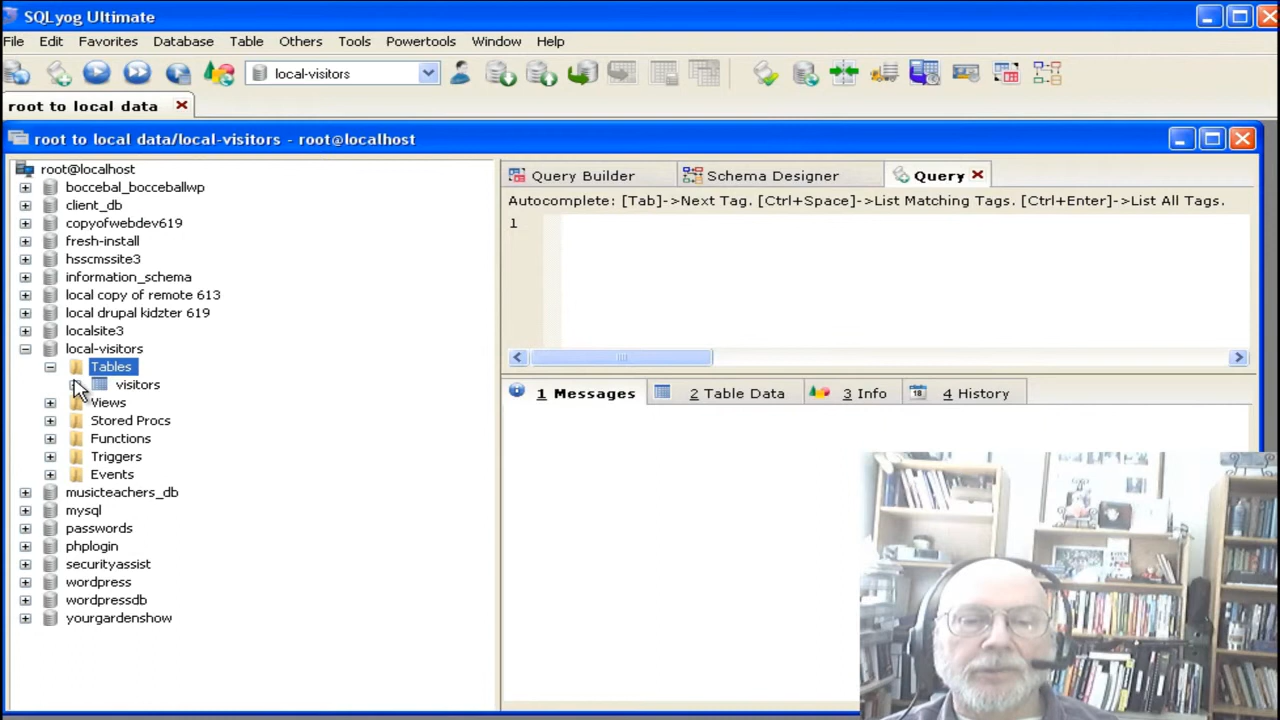 SQLyog Ultimate
File Edit Favorites Database Table Others Tools Powertools Window Help
local-visitors
root to local data
root to local data/local-visitors - root@localhost
root@localhost
boccebal_bocceballwp
client_db
copyofwebdev619
fresh-install
hsscmssite3
information_schema
local copy of remote 613
local drupal kidzter 619
localsite3
local-visitors
Tables
visitors
Views
Stored Procs
Functions
Triggers
Events
musicteachers_db
mysql
passwords
phplogin
securityassist
wordpress
wordpressdb
yourgardenshow
Query Builder Schema Designer Query
Autocomplete: [Tab]->Next Tag. [Ctrl+Space]->List Matching Tags. [Ctrl+Enter]->List All Tags.
1
1 Messages 2 Table Data 3 Info 4 History